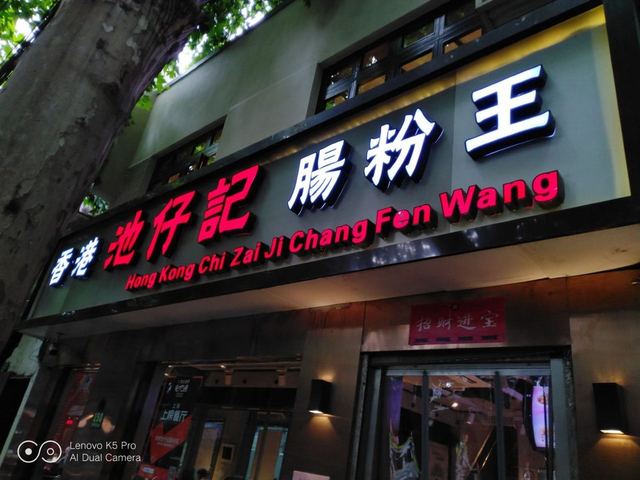 香港 池仔記 腸粉王
Hong Kong Chi Zai Ji Chang Fen Wang
招财进宝
Lenovo K5 Pro
AI Dual Camera